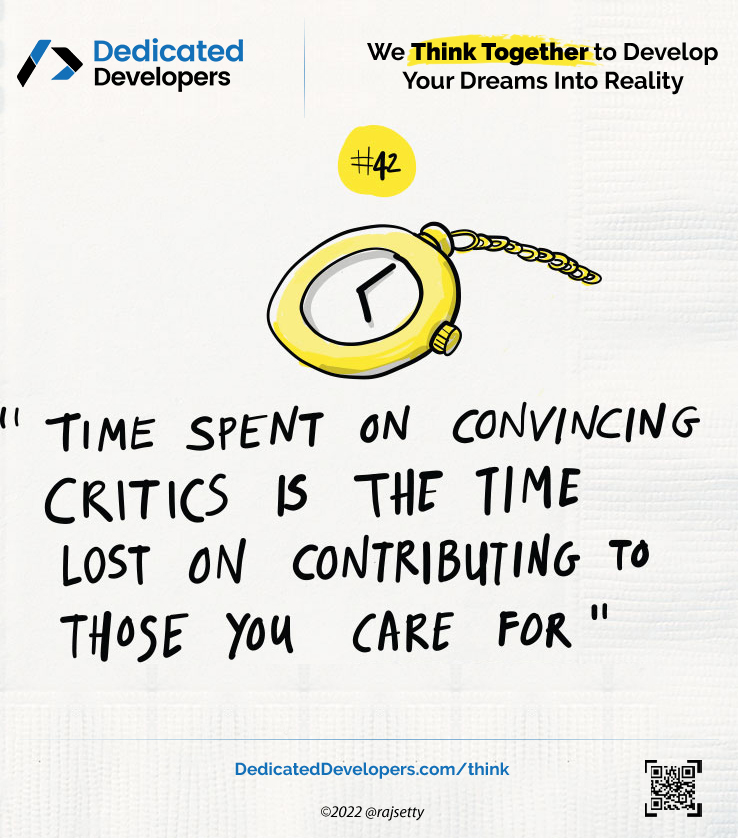 Dedicated
Developers
We Think Together to Develop
Your Dreams Into Reality
#42
" TIME SPENT ON CONVINCING
CRITICS IS THE TIME
LOST ON CONTRIBUTING TO
THOSE YOU CARE FOR "
DedicatedDevelopers.com/think
©2022 @rajsetty